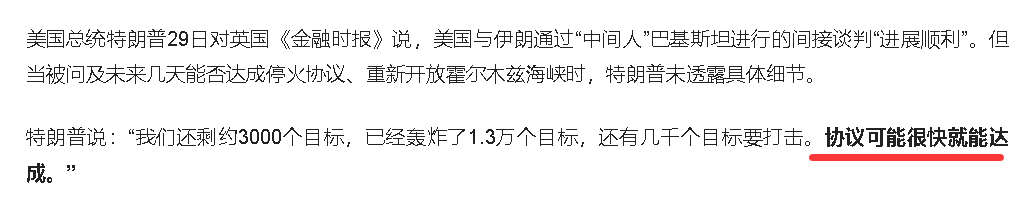 美国总统特朗普29日对英国《金融时报》说，美国与伊朗通过“中间人”巴基斯坦进行的间接谈判“进展顺利”。但
当被问及未来几天能否达成停火协议、重新开放霍尔木兹海峡时，特朗普未透露具体细节。
特朗普说：“我们还剩约3000个目标，已经轰炸了1.3万个目标，还有几千个目标要打击。协议可能很快就能达
成。”